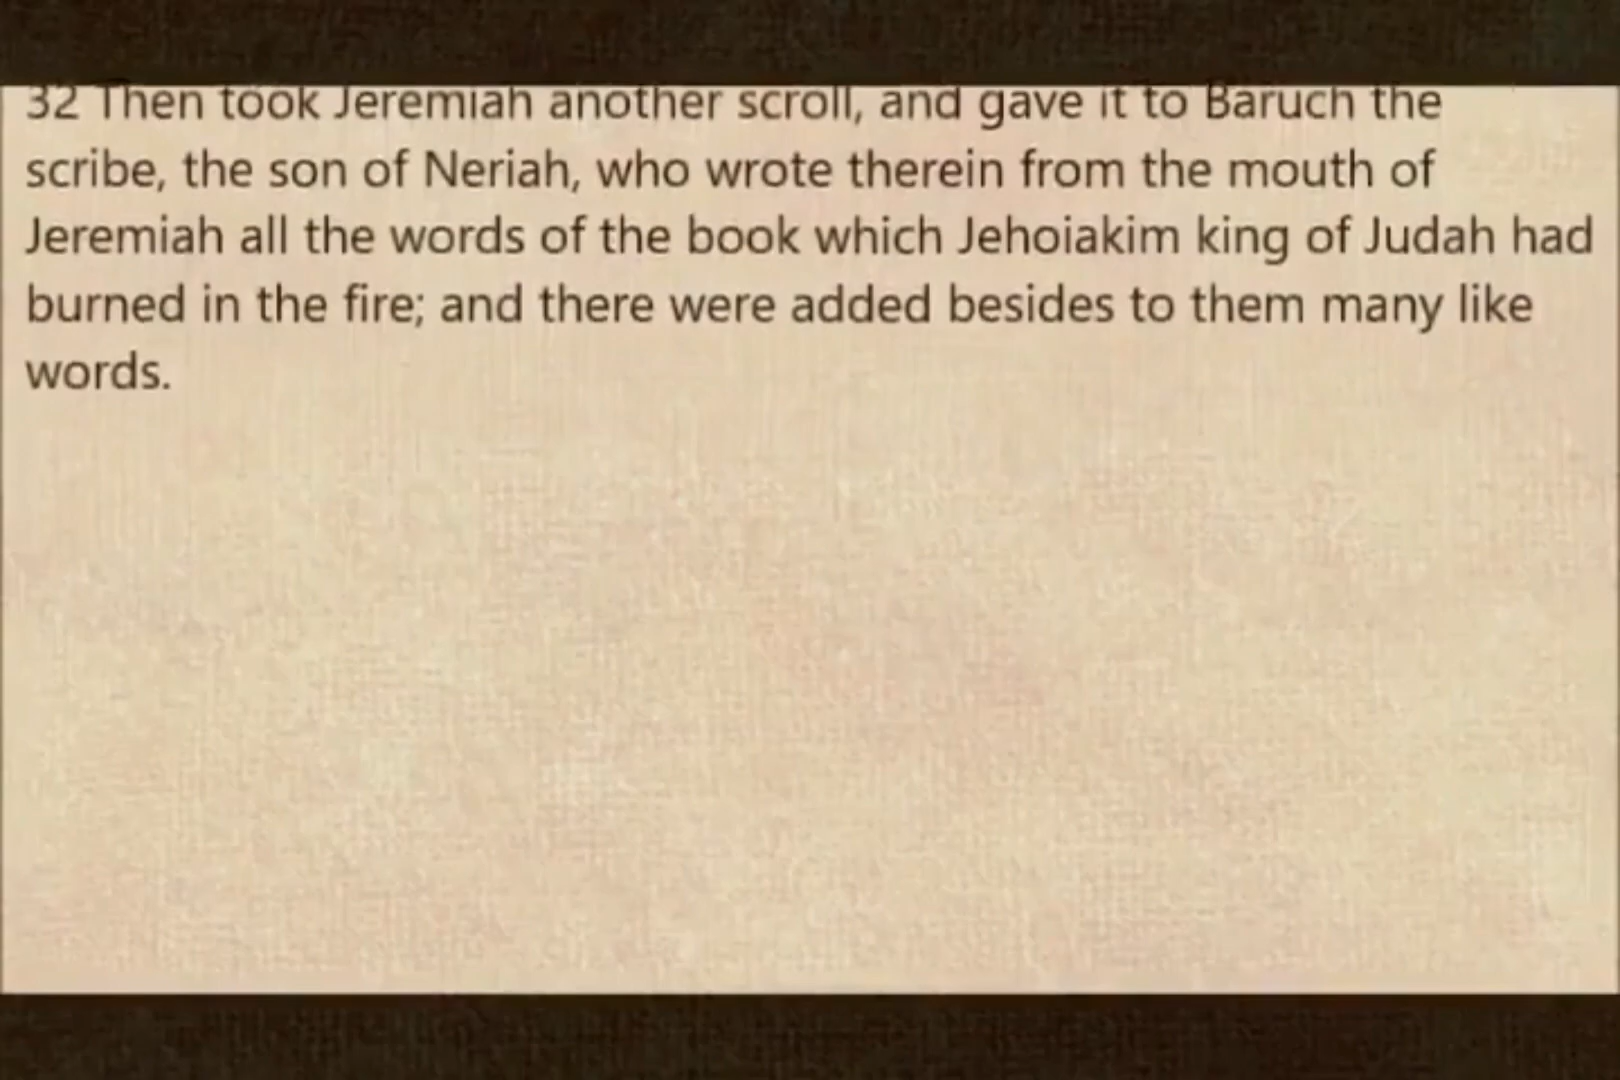 32 Then took Jeremiah another scroll, and gave it to Baruch the
scribe, the son of Neriah, who wrote therein from the mouth of
Jeremiah all the words of the book which Jehoiakim king of Judah had
burned in the fire; and there were added besides to them many like
words.